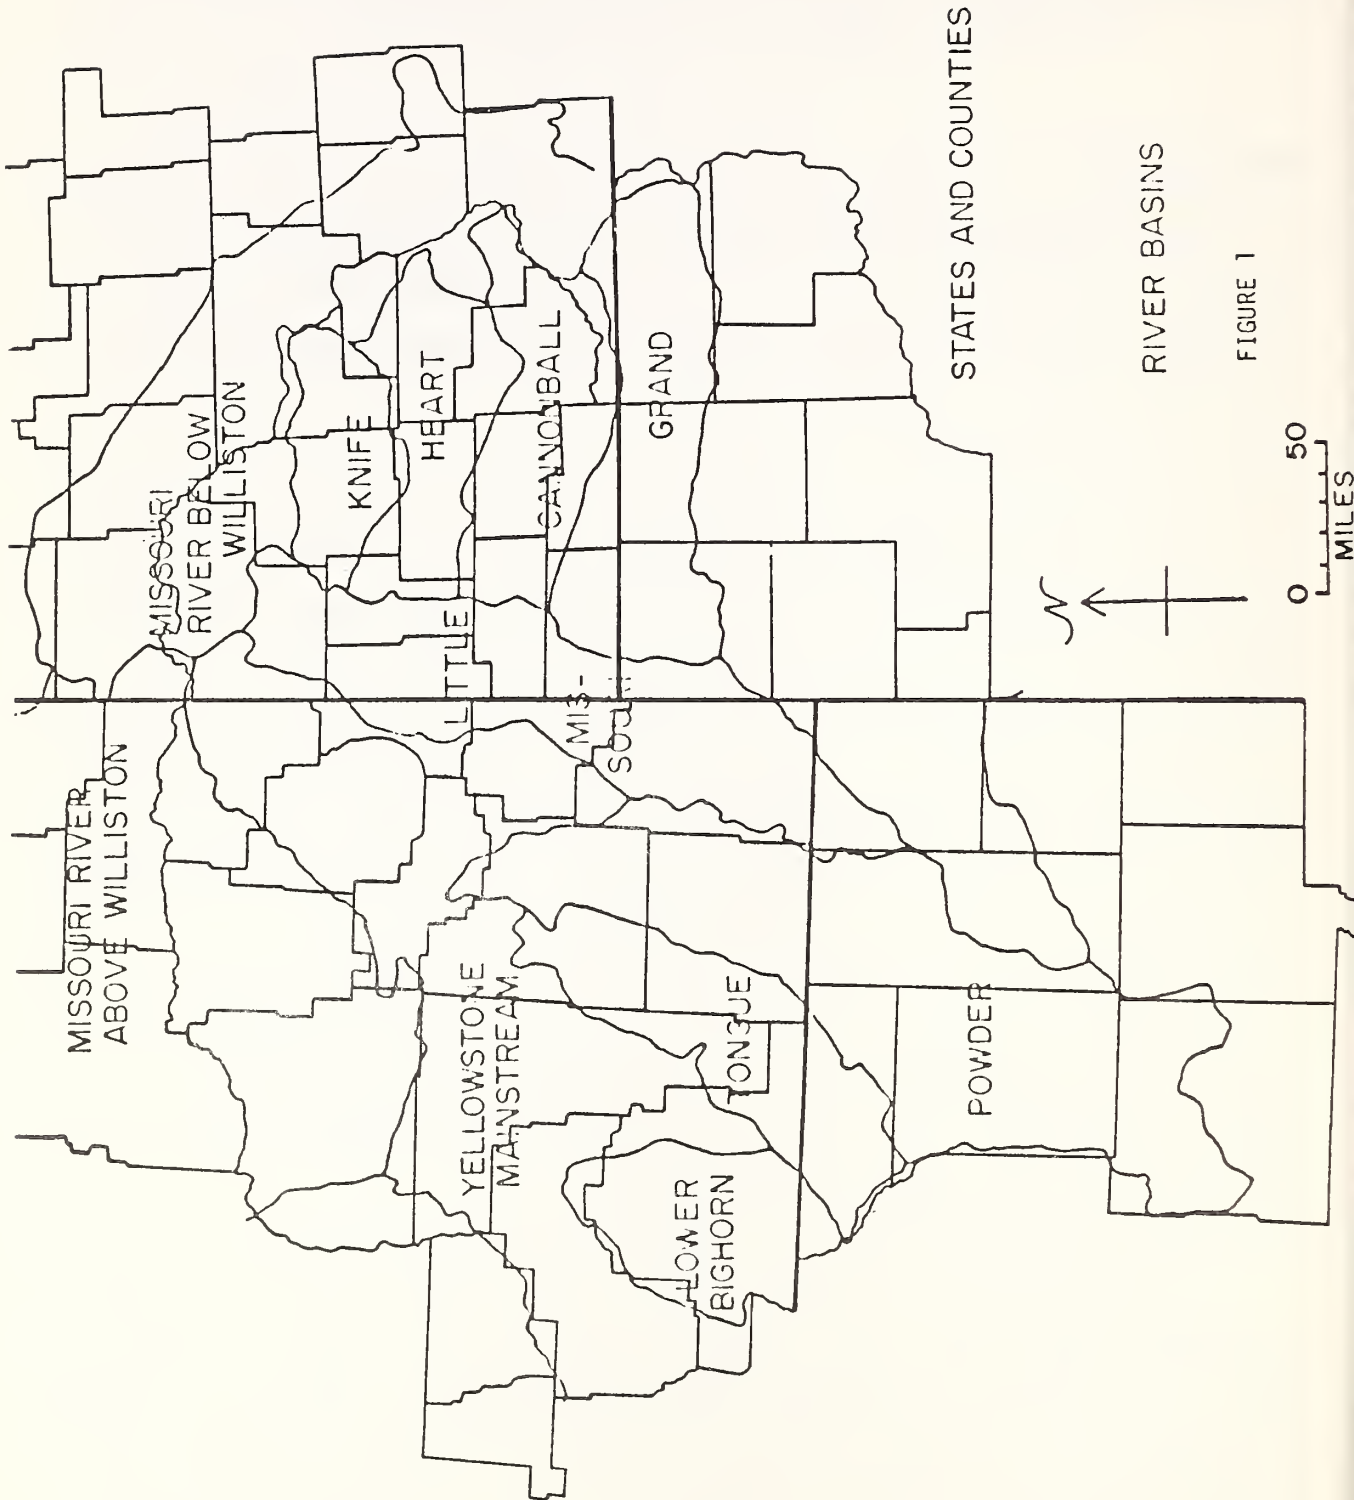 MISSOURI RIVER
ABOVE WILLISTON
MISSOURI
RIVER BELOW
WILLISTON
YELLOWSTONE
MAINSTREAM
LITTLE
MIS-
SOURI
KNIFE
HEART
CANNONBALL
GRAND
LOWER
BIGHORN
TONGUE
POWDER
N
0 50
MILES
STATES AND COUNTIES
RIVER BASINS
FIGURE 1